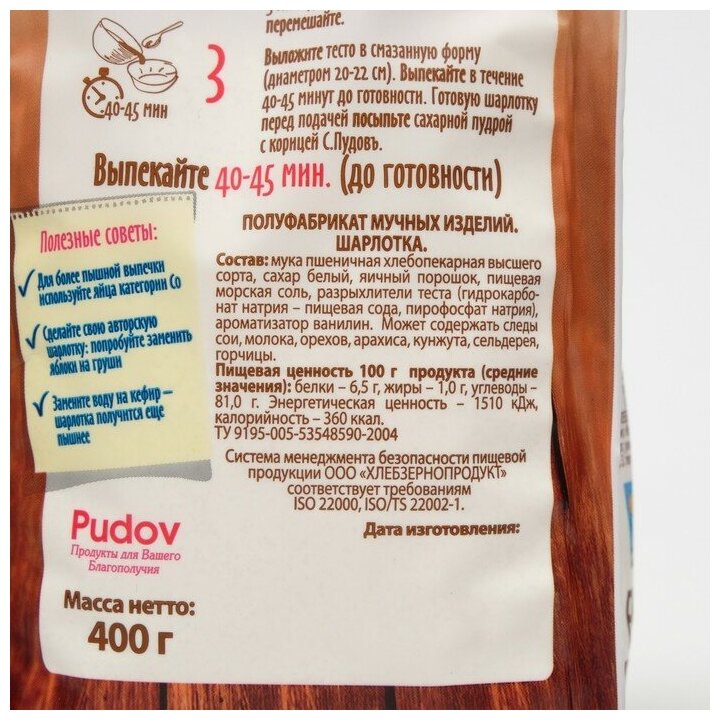 перемешайте.
3
Выложите тесто в смазанную форму
(диаметром 20-22 см). Выпекайте в течение
40-45 минут до готовности. Готовую шарлотку
перед подачей посыпьте сахарной пудрой
с корицей С.Пудовъ.
40-45 МИН
Выпекайте 40-45 МИН. (ДО ГОТОВНОСТИ)
Полезные советы:
Для более пышной выпечки
используйте яйца категории Со
Сделайте свою авторскую
шарлотку: попробуйте заменить
яблоки на груши
Замените воду на кефир –
шарлотка получится еще
пышнее
ПОЛУФАБРИКАТ МУЧНЫХ ИЗДЕЛИЙ.
ШАРЛОТКА.
Состав: мука пшеничная хлебопекарная высшего
сорта, сахар белый, яичный порошок, пищевая
морская соль, разрыхлители теста (гидрокарбо-
нат натрия – пищевая сода, пирофосфат натрия),
ароматизатор ванилин. Может содержать следы
сои, молока, орехов, арахиса, кунжута, сельдерея,
горчицы.
Пищевая ценность 100 г продукта (средние
значения): белки – 6,5 г, жиры – 1,0 г, углеводы –
81,0 г. Энергетическая ценность – 1510 кДж,
калорийность – 360 ккал.
ТУ 9195-005-53548590-2004
Система менеджмента безопасности пищевой
продукции ООО «ХЛЕБЗЕРНОПРОДУКТ»
соответствует требованиям
ISO 22000, ISO/TS 22002-1.
Дата изготовления:
Pudov
Продукты для Вашего
Благополучия
Масса нетто:
400 г